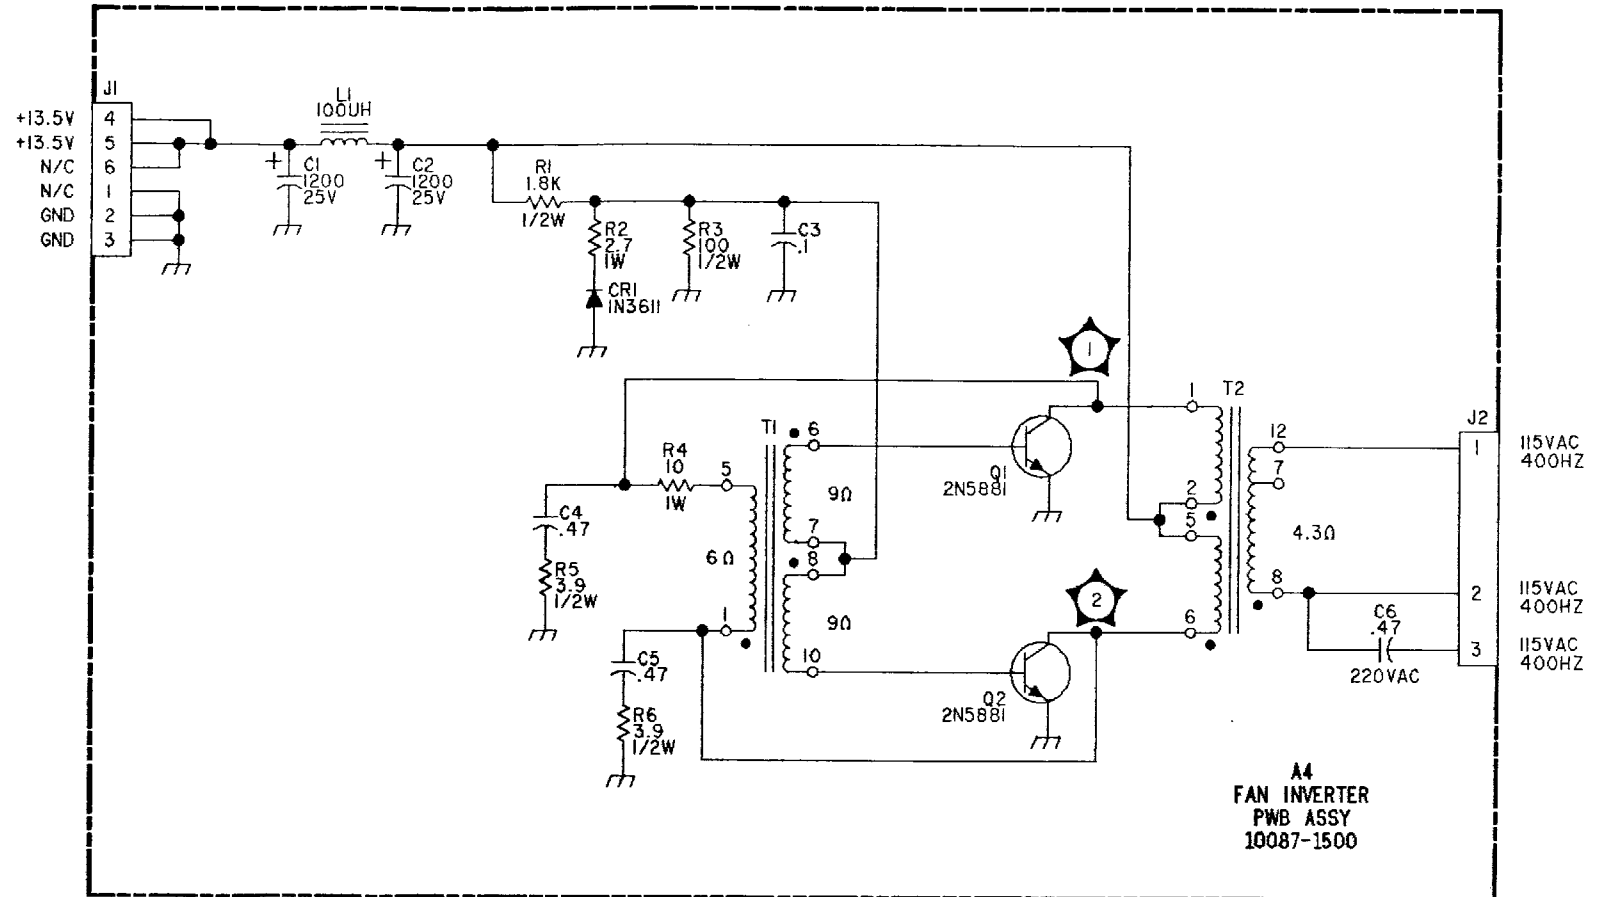 J1
+13.5V 4
+13.5V 5
N/C 6
N/C 1
GND 2
GND 3
L1
100UH
+ C1
1200
25V
+ C2
1200
25V
R1
1.8K
1/2W
R2
2.7
1W
R3
100
1/2W
C3
.1
CR1
1N3611
1
T1
R4
10
1W
5
6
9Ω
7
8
6Ω
9Ω
1
10
C4
.47
R5
3.9
1/2W
C5
.47
R6
3.9
1/2W
Q1
2N5881
2
Q2
2N5881
T2
1
2
5
6
12
7
4.3Ω
8
C6
.47
220VAC
J2
1 115VAC
400HZ
2 115VAC
400HZ
3 115VAC
400HZ
A4
FAN INVERTER
PWB ASSY
10087-1500